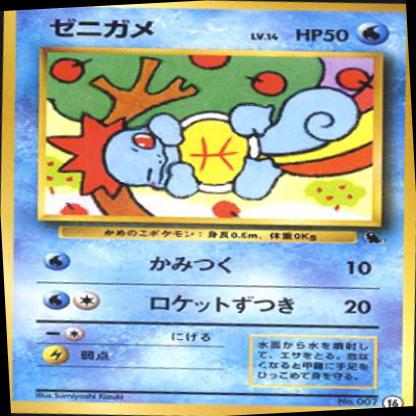 ゼニガメ
LV.14 HP50
かめのこポケモン：身長0.5m、体重9Kg
かみつく 10
ロケットずつき 20
にげる
弱点
水面から水を噴射し
て、エサをとる。危な
くなると甲羅に手足を
ひっこめて身を守る。
Illus.Sumiyoshi Kizuki
No.007 16